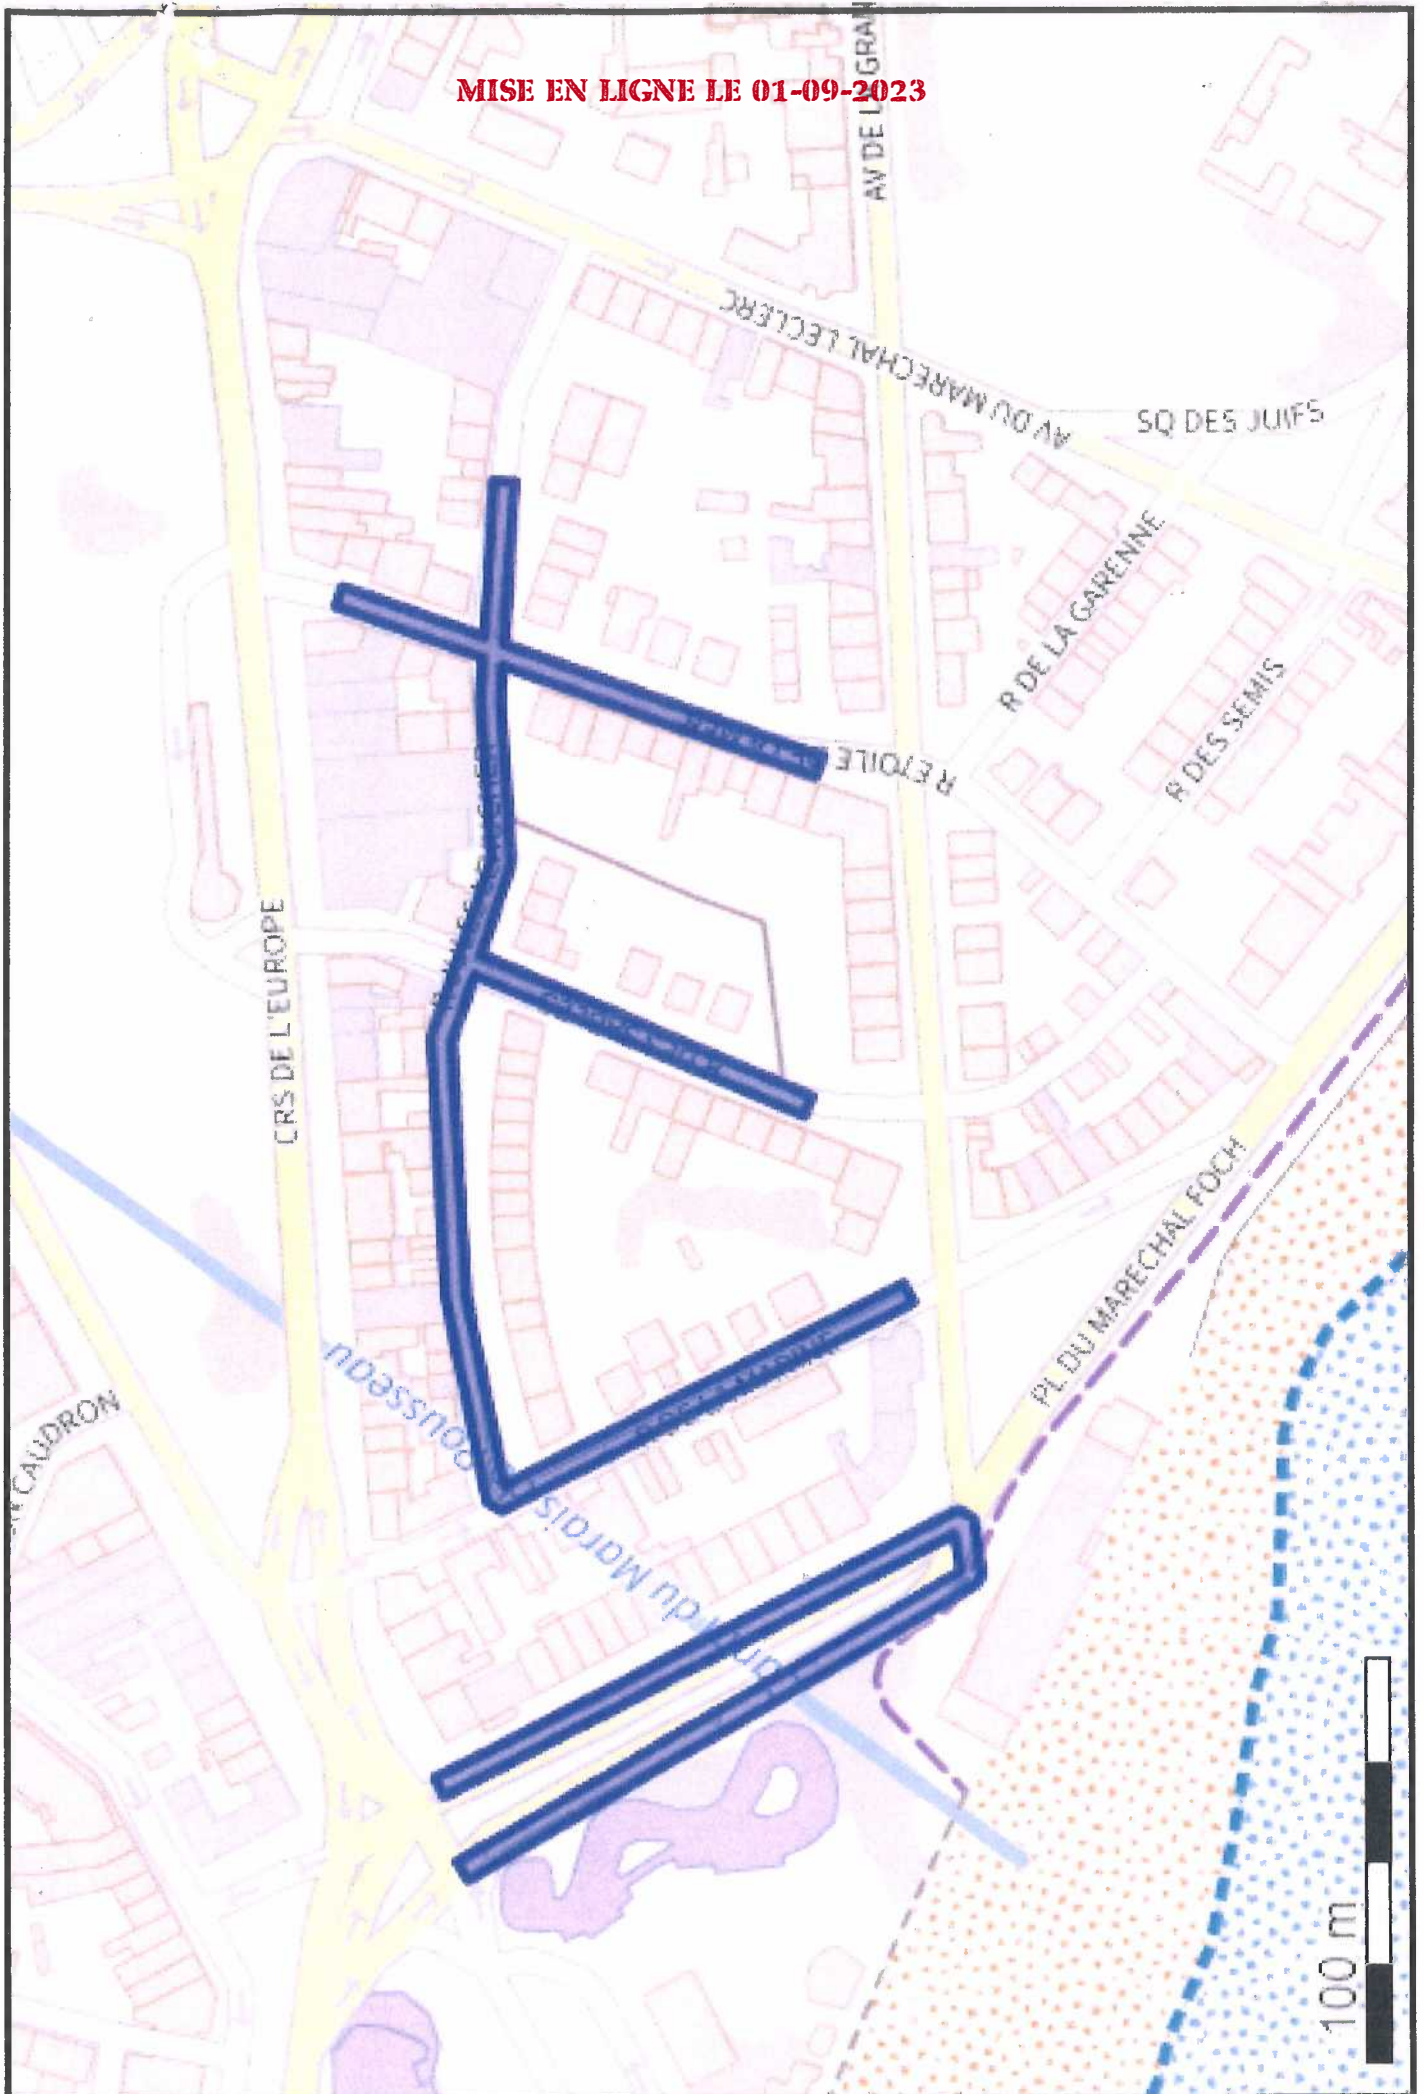 MISE EN LIGNE LE 01-09-2023
AV DE LA GRAN
AV DU MARECHAL LECLERC
SQ DES JUIFS
R DE LA GARENNE
R DES SEMIS
R ETOILE
CRS DE L'EUROPE
PL DU MARECHAL FOCH
CAUDRON
du Marais Rousseau
100 m